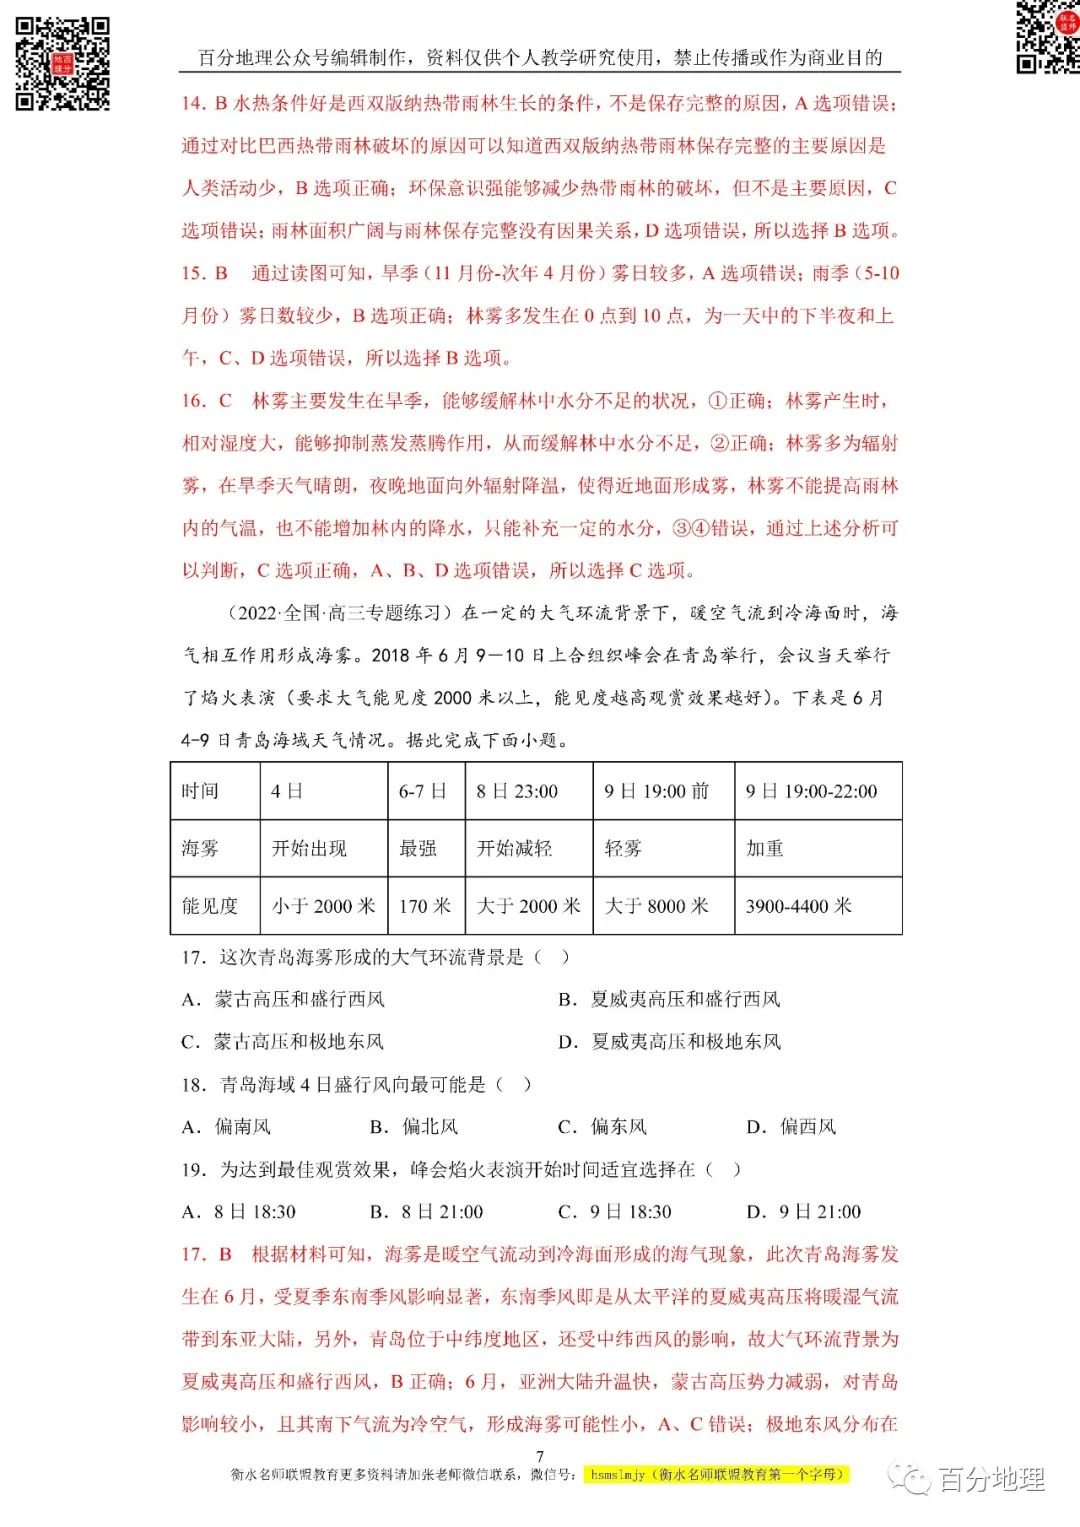 百分地理公众号编辑制作，资料仅供个人教学研究使用，禁止传播或作为商业目的
14．B 水热条件好是西双版纳热带雨林生长的条件，不是保存完整的原因，A 选项错误；
通过对比巴西热带雨林破坏的原因可以知道西双版纳热带雨林保存完整的主要原因是
人类活动少，B 选项正确；环保意识强能够减少热带雨林的破坏，但不是主要原因，C
选项错误；雨林面积广阔与雨林保存完整没有因果关系，D 选项错误，所以选择 B 选项。
15．B 通过读图可知，旱季（11 月份-次年 4 月份）雾日较多，A 选项错误；雨季（5-10
月份）雾日数较少，B 选项正确；林雾多发生在 0 点到 10 点，为一天中的下半夜和上
午，C、D 选项错误，所以选择 B 选项。
16．C 林雾主要发生在旱季，能够缓解林中水分不足的状况，①正确；林雾产生时，
相对湿度大，能够抑制蒸发蒸腾作用，从而缓解林中水分不足，②正确；林雾多为辐射
雾，在旱季天气晴朗，夜晚地面向外辐射降温，使得近地面形成雾，林雾不能提高雨林
内的气温，也不能增加林内的降水，只能补充一定的水分，③④错误，通过上述分析可
以判断，C 选项正确，A、B、D 选项错误，所以选择 C 选项。
（2022·全国·高三专题练习）在一定的大气环流背景下，暖空气流到冷海面时，海
气相互作用形成海雾。2018 年 6 月 9—10 日上合组织峰会在青岛举行，会议当天举行
了焰火表演（要求大气能见度 2000 米以上，能见度越高观赏效果越好）。下表是 6 月
4-9 日青岛海域天气情况。据此完成下面小题。
时间 4 日 6-7 日 8 日 23:00 9 日 19:00 前 9 日 19:00-22:00
海雾 开始出现 最强 开始减轻 轻雾 加重
能见度 小于 2000 米 170 米 大于 2000 米 大于 8000 米 3900-4400 米
17．这次青岛海雾形成的大气环流背景是（ ）
A．蒙古高压和盛行西风 B．夏威夷高压和盛行西风
C．蒙古高压和极地东风 D．夏威夷高压和极地东风
18．青岛海域 4 日盛行风向最可能是（ ）
A．偏南风 B．偏北风 C．偏东风 D．偏西风
19．为达到最佳观赏效果，峰会焰火表演开始时间适宜选择在（ ）
A．8 日 18:30 B．8 日 21:00 C．9 日 18:30 D．9 日 21:00
17．B 根据材料可知，海雾是暖空气流动到冷海面形成的海气现象，此次青岛海雾发
生在 6 月，受夏季东南季风影响显著，东南季风即是从太平洋的夏威夷高压将暖湿气流
带到东亚大陆，另外，青岛位于中纬度地区，还受中纬西风的影响，故大气环流背景为
夏威夷高压和盛行西风，B 正确；6 月，亚洲大陆升温快，蒙古高压势力减弱，对青岛
影响较小，且其南下气流为冷空气，形成海雾可能性小，A、C 错误；极地东风分布在
7
衡水名师联盟教育更多资料请加张老师微信联系，微信号： hsmslmjy（衡水名师联盟教育第一个字母）
百分地理